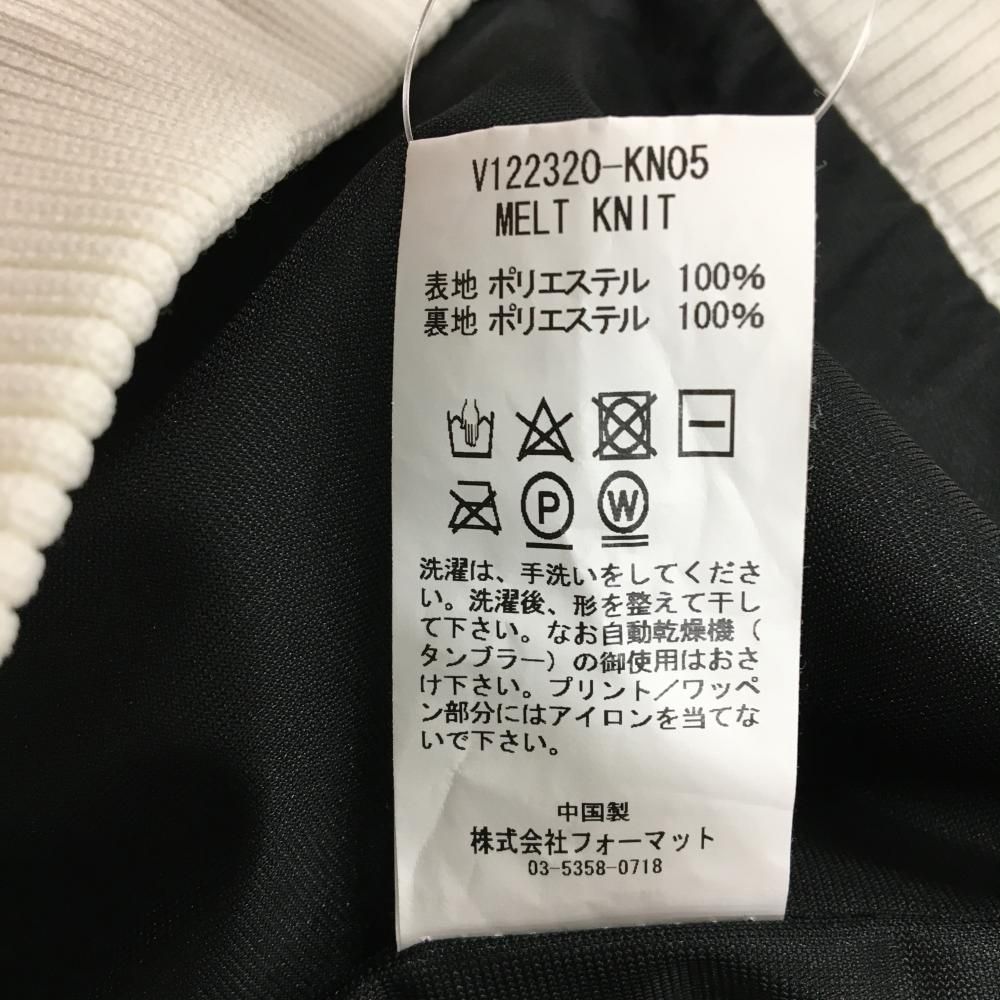 V122320-KN05
MELT KNIT
表地 ポリエステル 100%
裏地 ポリエステル 100%
P W
洗濯は、手洗いをしてくださ
い。洗濯後、形を整えて干し
て下さい。なお自動乾燥機（
タンブラー）の御使用はおさ
け下さい。プリント／ワッペ
ン部分にはアイロンを当てな
いで下さい。
中国製
株式会社フォーマット
03-5358-0718